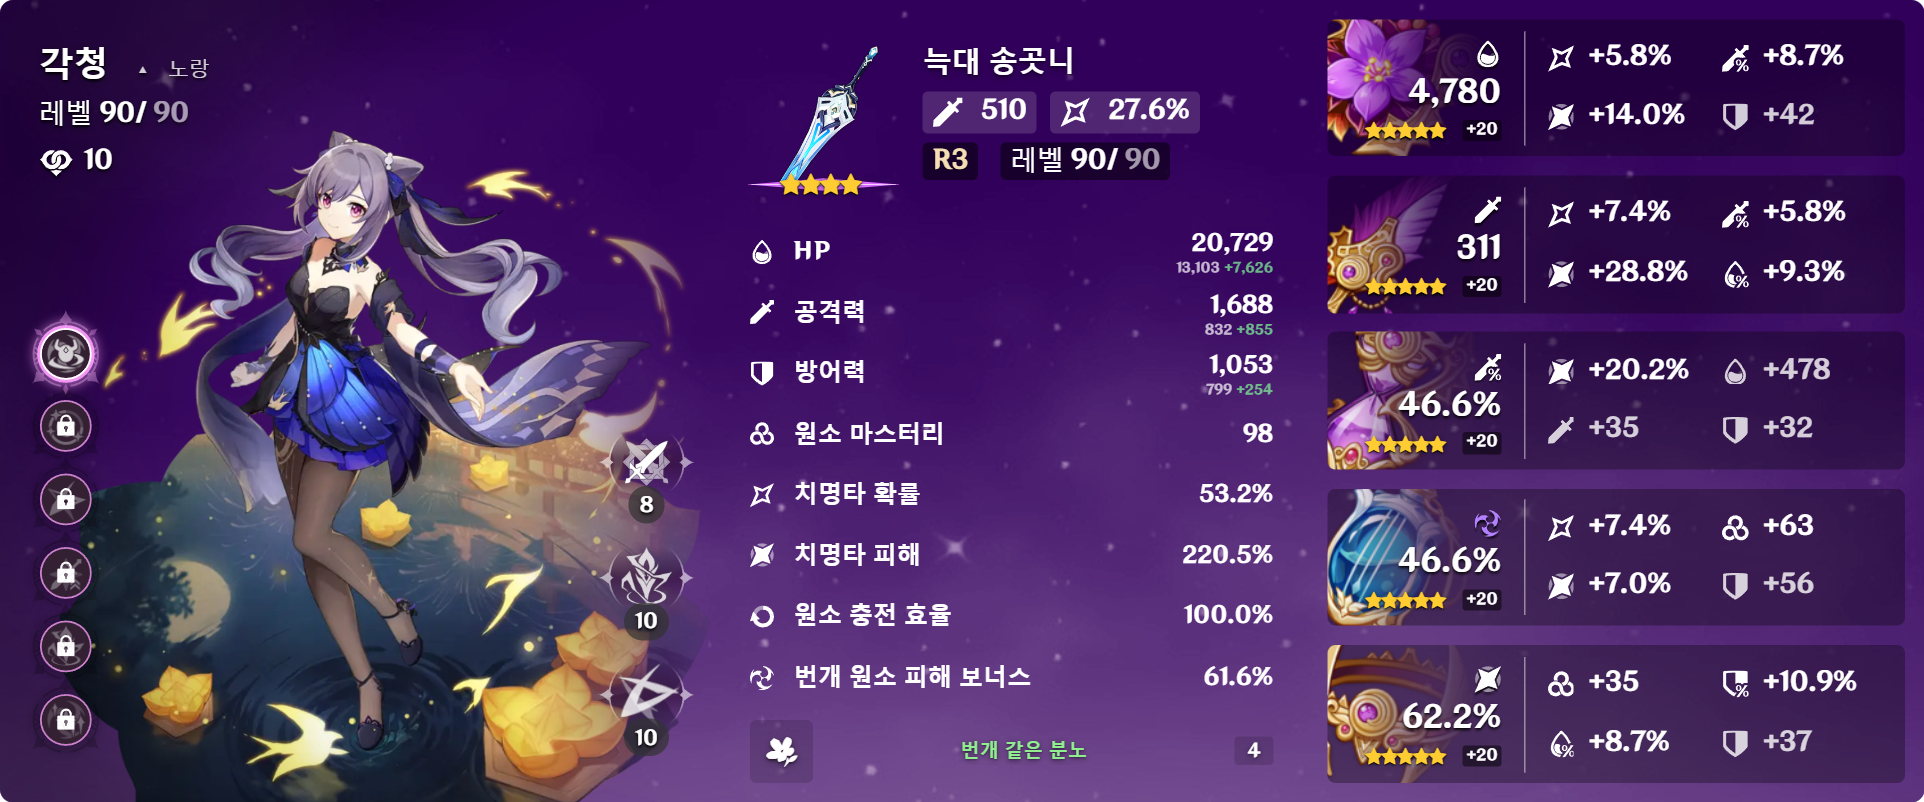 각청 ▲ 노랑
레벨 90/ 90
10
8
10
10
늑대 송곳니
510 27.6%
R3 레벨 90/ 90
HP 20,729
13,103 +7,626
공격력 1,688
832 +855
방어력 1,053
799 +254
원소 마스터리 98
치명타 확률 53.2%
치명타 피해 220.5%
원소 충전 효율 100.0%
번개 원소 피해 보너스 61.6%
번개 같은 분노 4
4,780
+20
+5.8% +8.7%
+14.0% +42
311
+20
+7.4% +5.8%
+28.8% +9.3%
46.6%
+20
+20.2% +478
+35 +32
46.6%
+20
+7.4% +63
+7.0% +56
62.2%
+20
+35 +10.9%
+8.7% +37